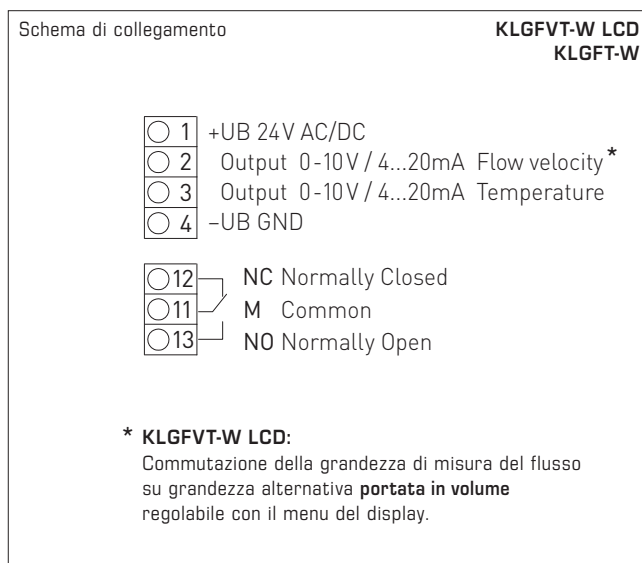 Schema di collegamento KLGFVT-W LCD
KLGFT-W
1 +UB 24V AC/DC
2 Output 0-10V / 4...20mA Flow velocity*
3 Output 0-10V / 4...20mA Temperature
4 –UB GND
12 NC Normally Closed
11 M Common
13 NO Normally Open
* KLGFVT-W LCD:
Commutazione della grandezza di misura del flusso
su grandezza alternativa portata in volume
regolabile con il menu del display.